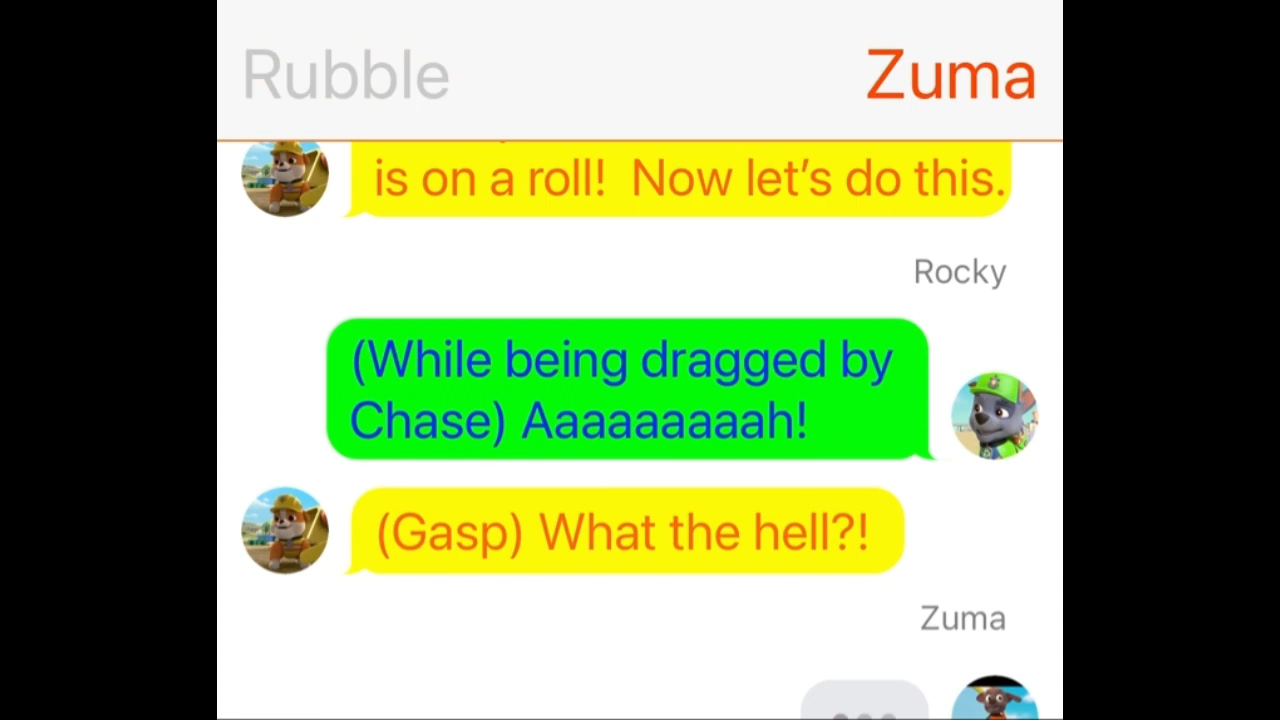 Rubble
Zuma
is on a roll!  Now let’s do this.
Rocky
(While being dragged by
Chase) Aaaaaaaaah!
(Gasp) What the hell?!
Zuma